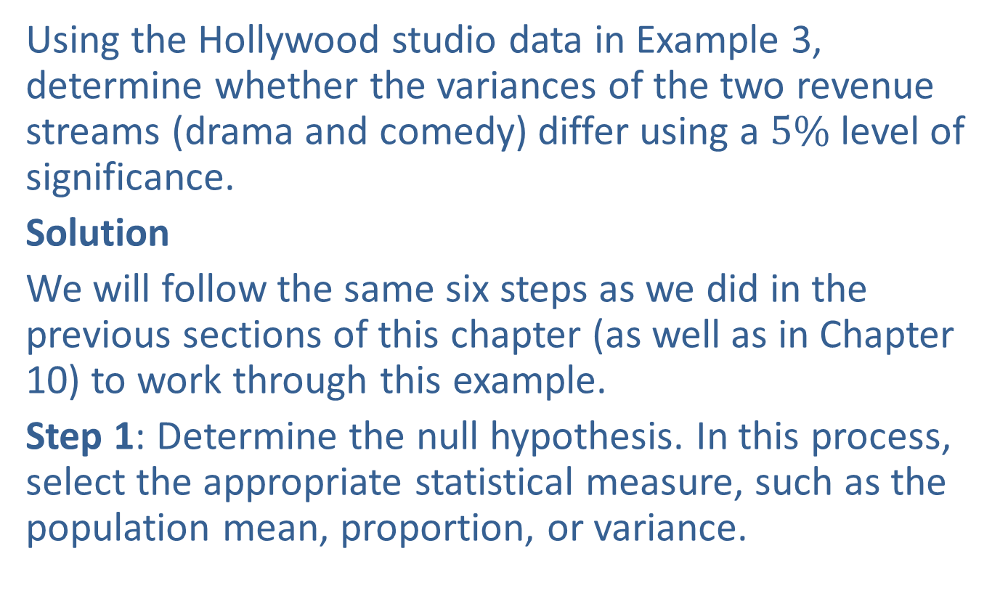 Using the Hollywood studio data in Example 3,
determine whether the variances of the two revenue
streams (drama and comedy) differ using a 5% level of
significance.
Solution
We will follow the same six steps as we did in the
previous sections of this chapter (as well as in Chapter
10) to work through this example.
Step 1: Determine the null hypothesis. In this process,
select the appropriate statistical measure, such as the
population mean, proportion, or variance.